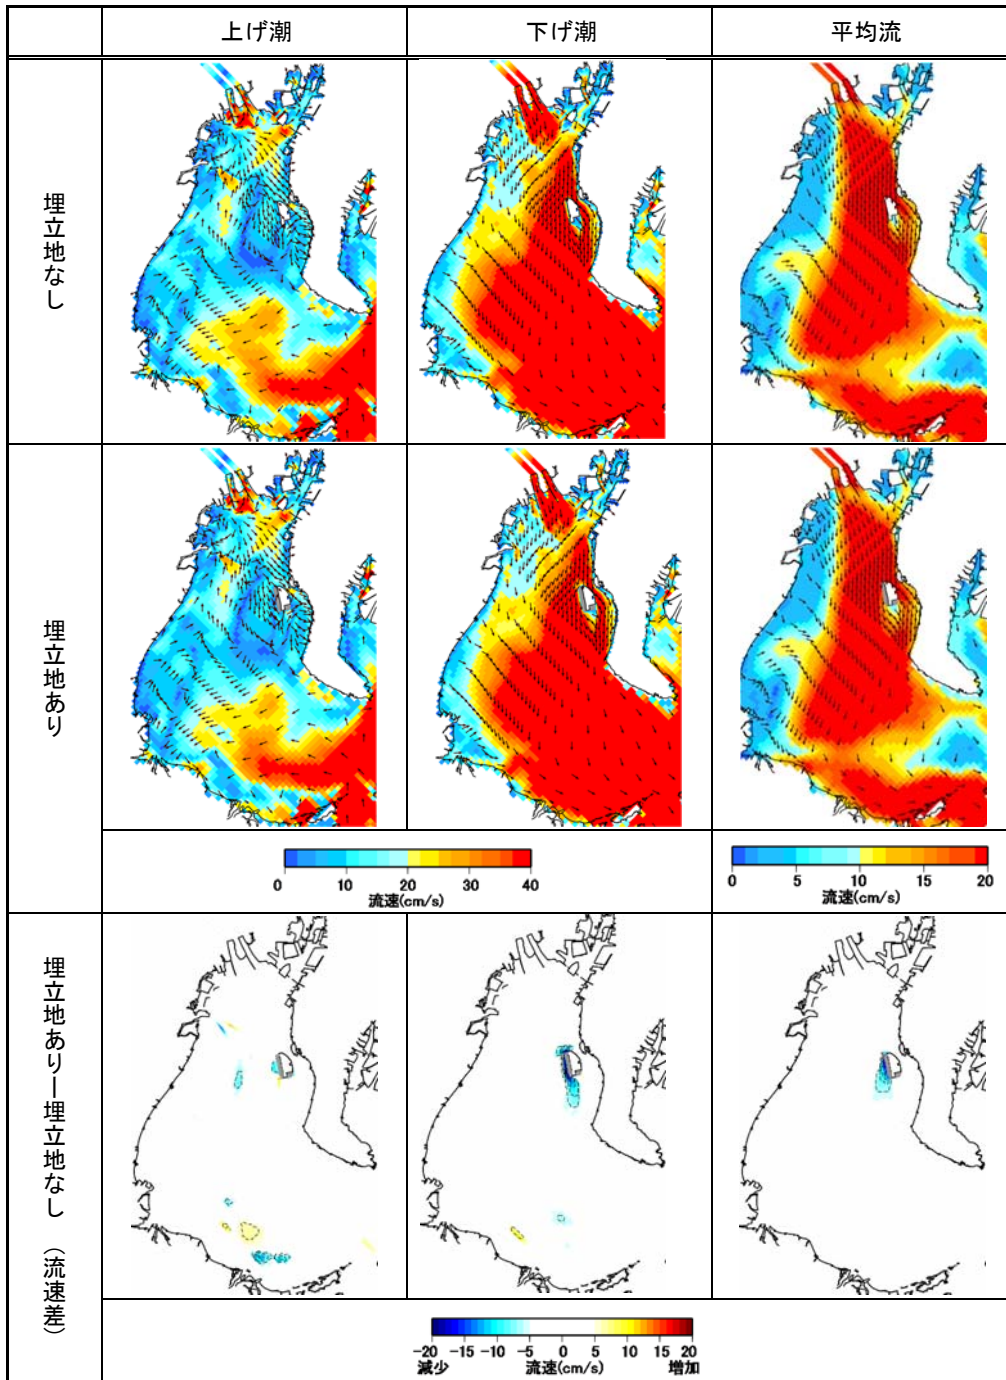 上げ潮
下げ潮
平均流
埋立地なし
埋立地あり
0 10 20 30 40
流速(cm/s)
0 5 10 15 20
流速(cm/s)
埋立地ありー埋立地なし （流速差）
-20 -15 -10 -5 0 5 10 15 20
減少 流速(cm/s) 増加